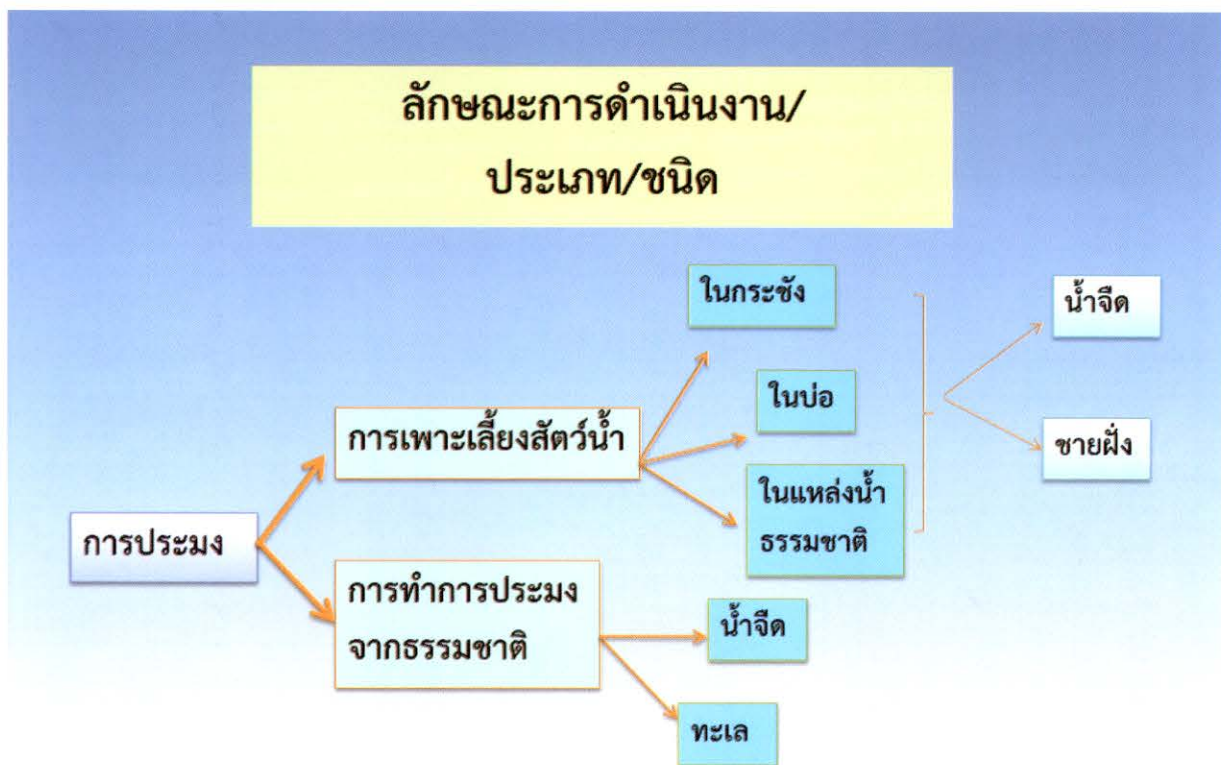 ลักษณะการดำเนินงาน/
ประเภท/ชนิด
ในกระชัง
น้ำจืด
ในบ่อ
การเพาะเลี้ยงสัตว์น้ำ
ชายฝั่ง
ในแหล่งน้ำ
ธรรมชาติ
การประมง
การทำการประมง
จากธรรมชาติ
น้ำจืด
ทะเล